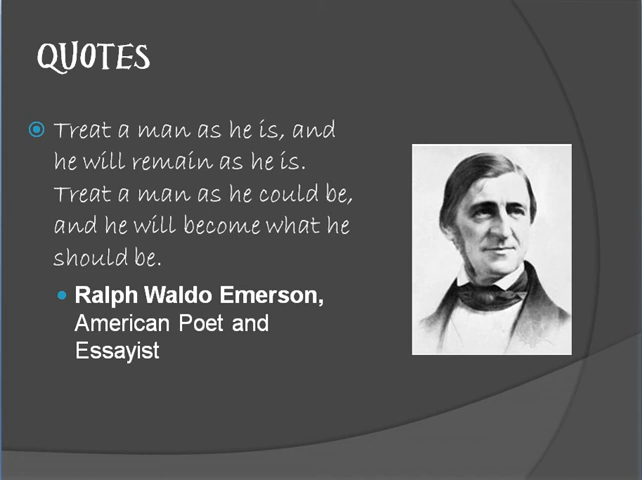 QUOTES
Treat a man as he is, and
he will remain as he is.
Treat a man as he could be,
and he will become what he
should be.
Ralph Waldo Emerson,
American Poet and
Essayist